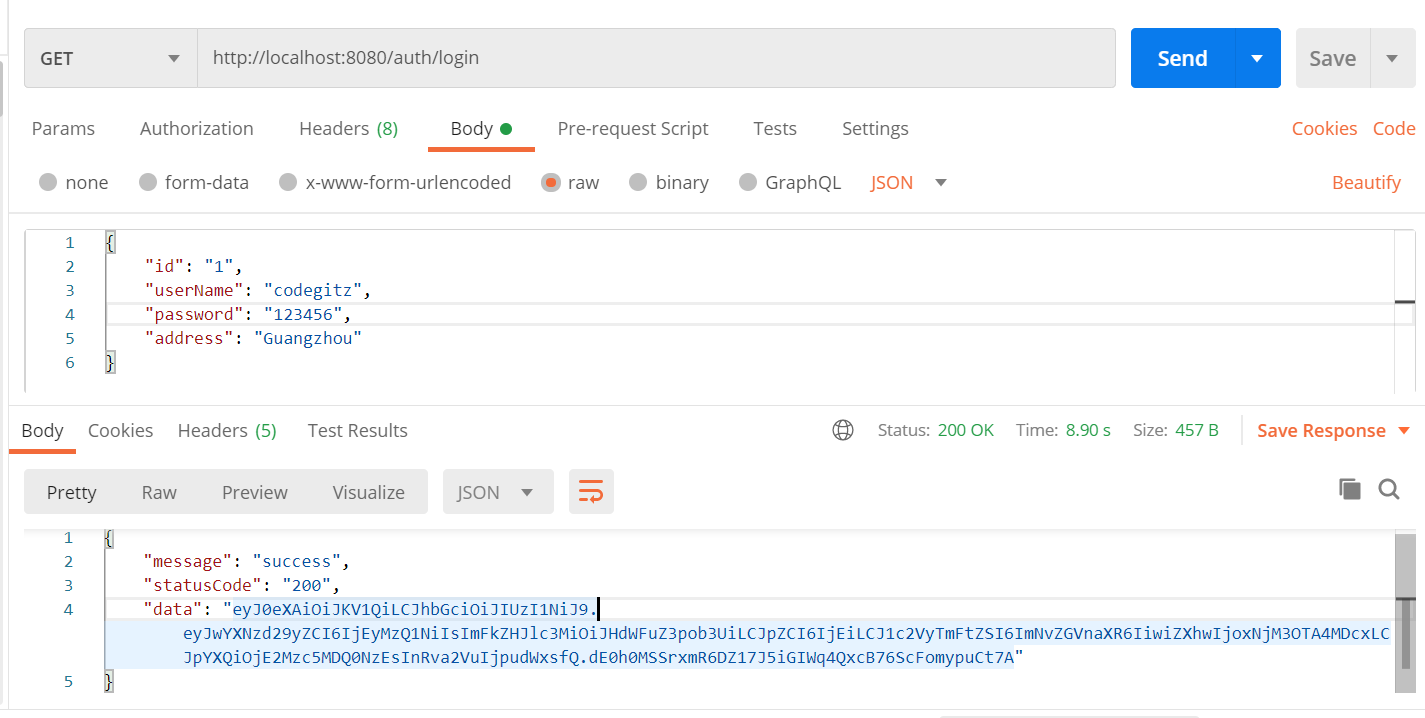 GET http://localhost:8080/auth/login Send Save
Params Authorization Headers (8) Body Pre-request Script Tests Settings Cookies Code
none form-data x-www-form-urlencoded raw binary GraphQL JSON Beautify
1 {
2 "id": "1",
3 "userName": "codegitz",
4 "password": "123456",
5 "address": "Guangzhou"
6 }
Body Cookies Headers (5) Test Results Status: 200 OK Time: 8.90 s Size: 457 B Save Response
Pretty Raw Preview Visualize JSON
1 {
2 "message": "success",
3 "statusCode": "200",
4 "data": "eyJ0eXAiOiJKV1QiLCJhbGciOiJIUzI1NiJ9.
eyJwYXNzd29yZCI6IjEyMzQ1NiIsImFkZHJlc3MiOiJHdWFuZ3pob3UiLCJpZCI6IjEiLCJ1c2VyTmFtZSI6ImNvZGVnaXR6IiwiZXhwIjoxNjM3OTA4MDcxLC
JpYXQiOjE2Mzc5MDQ0NzEsInRva2VuIjpudWxsfQ.dE0h0MSSrxmR6DZ17J5iGIWq4QxcB76ScFomypuCt7A"
5 }